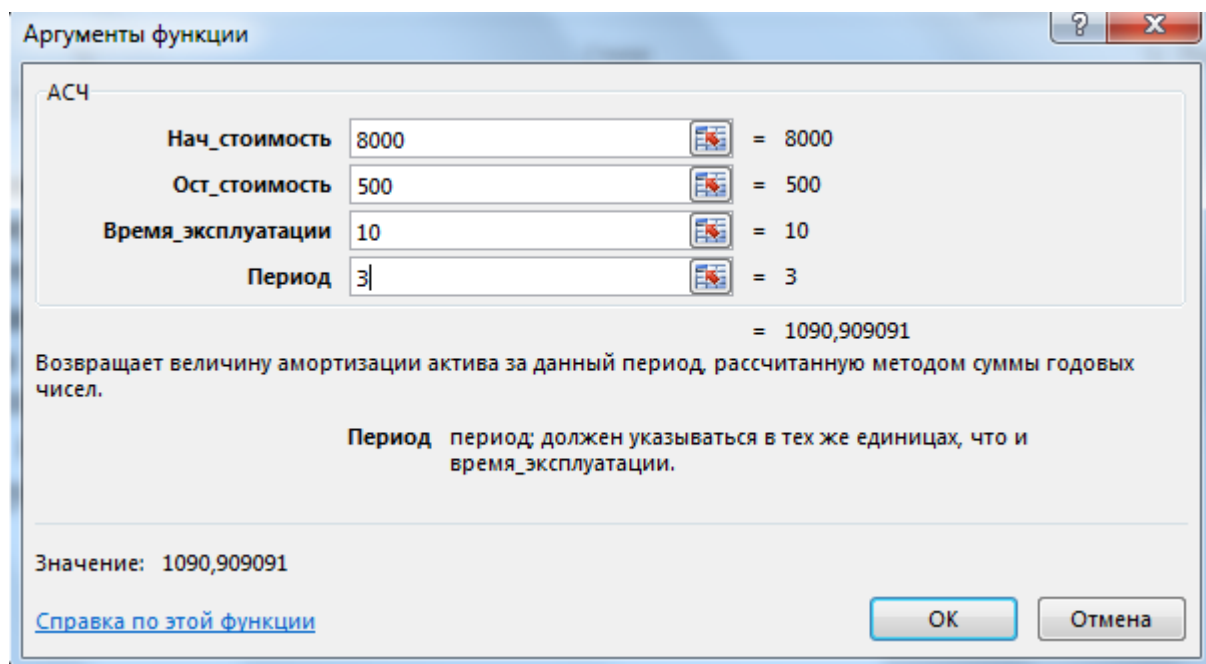 Аргументы функции
АСЧ
Нач_стоимость 8000 = 8000
Ост_стоимость 500 = 500
Время_эксплуатации 10 = 10
Период 3 = 3
= 1090,909091
Возвращает величину амортизации актива за данный период, рассчитанную методом суммы годовых
чисел.
Период период; должен указываться в тех же единицах, что и
время_эксплуатации.
Значение: 1090,909091
Справка по этой функции
ОК Отмена